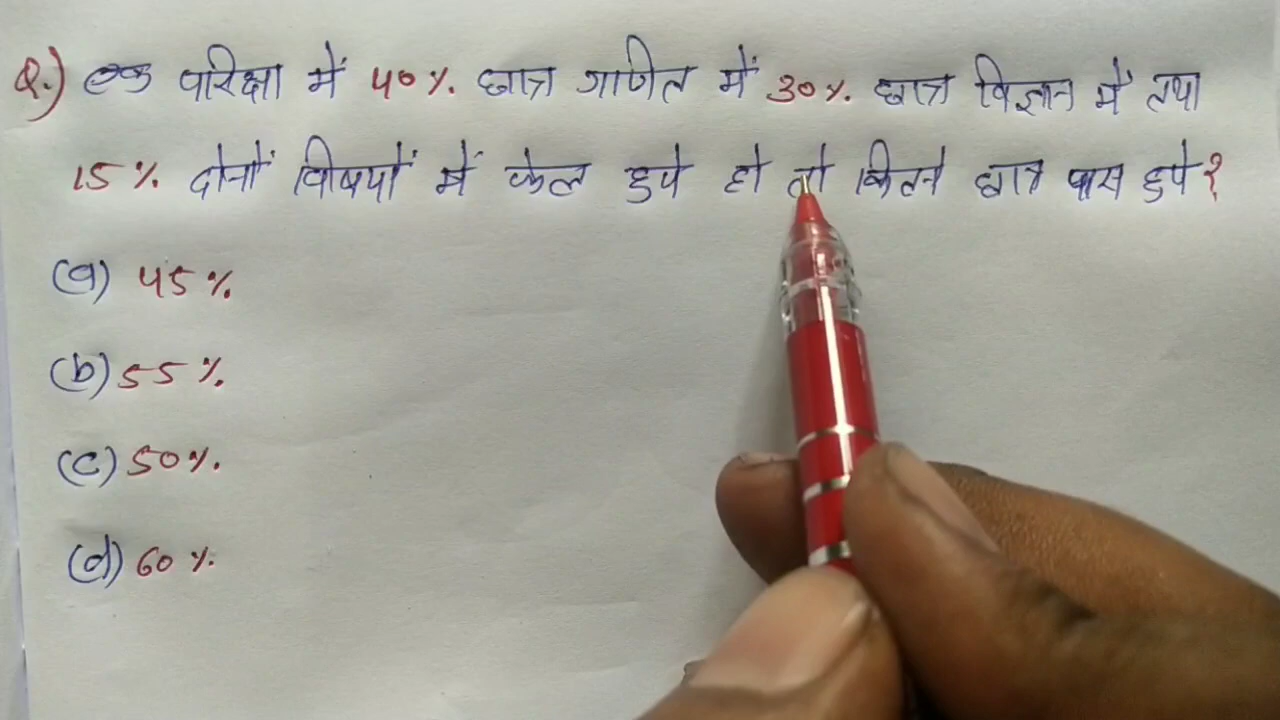 Q.) एक परिक्षा में 40% छात्र गणित में 30% छात्र विज्ञान में तथा
15% दोनों विषयों में फेल हुये हो तो कितने छात्र पास हुये?
(a) 45%
(b) 55%
(c) 50%
(d) 60%